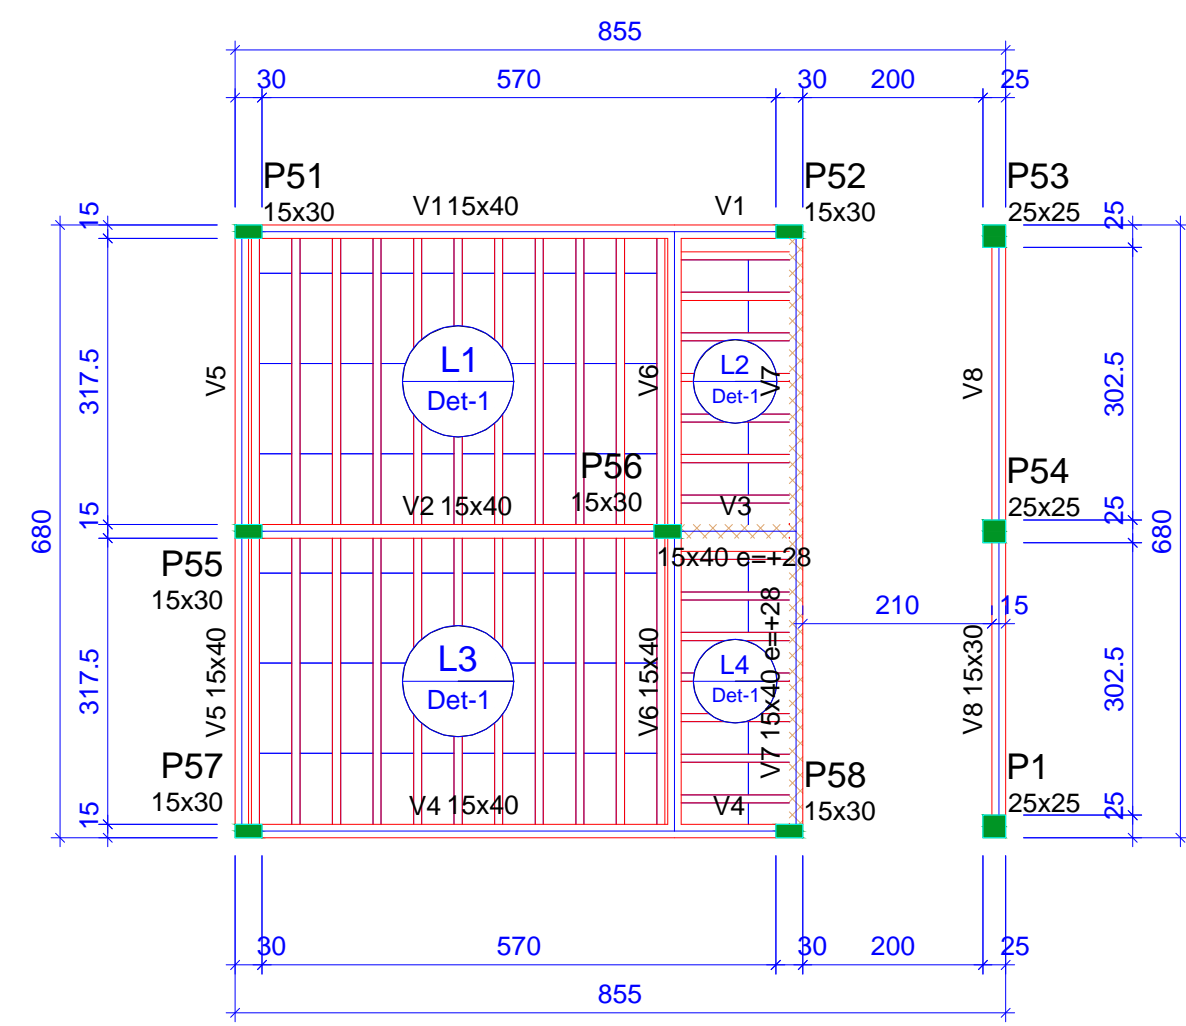 855
30 570 30 200 25
P51
15x30
V1 15x40
V1
P52
15x30
P53
25x25
15
25
680
317.5
V5
L1
Det-1
V6
L2
Det-1
V7
V8
302.5
680
P56
15x30
V2 15x40
V3
15x40 e=+28
P54
25x25
15
25
P55
15x30
210 15
317.5
V5 15x40
L3
Det-1
V6 15x40
L4
Det-1
V7 15x40 e=+28
V8 15x30
302.5
P57
15x30
V4 15x40
V4
P58
15x30
P1
25x25
15
25
30 570 30 200 25
855